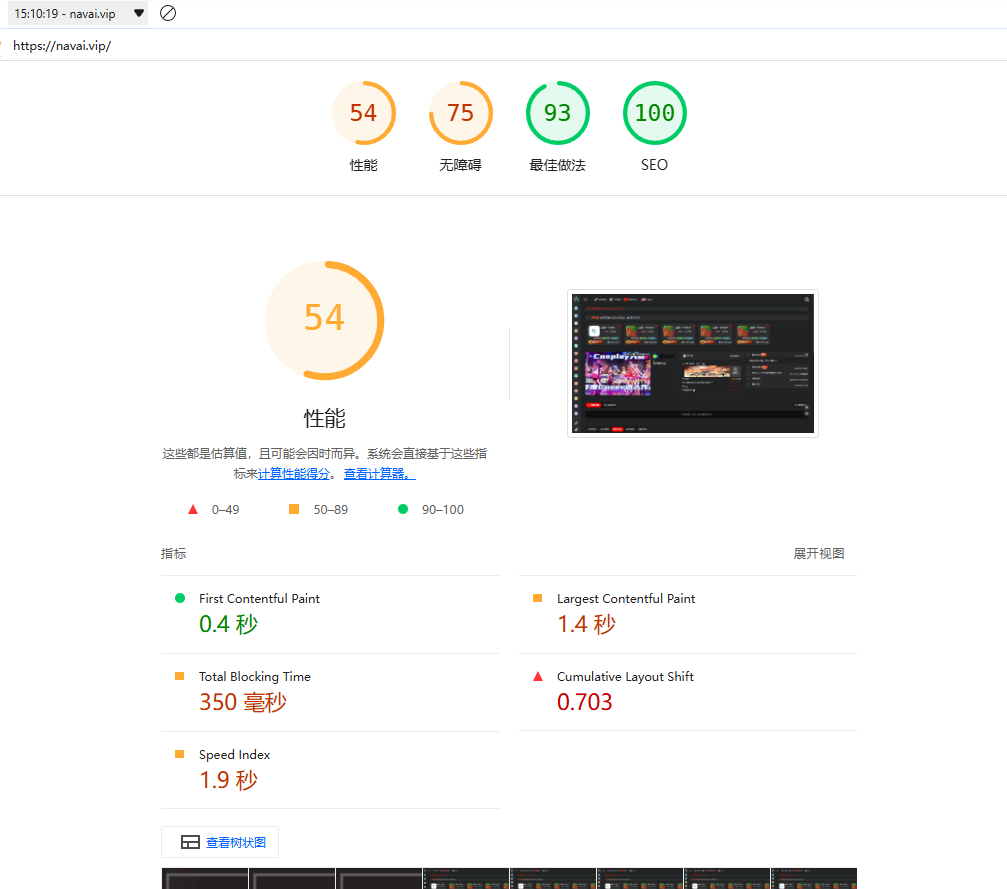 15:10:19 - navai.vip
https://navai.vip/
54
75
93
100
性能
无障碍
最佳做法
SEO
54
性能
这些都是估算值，且可能会因时而异。系统会直接基于这些指
标来计算性能得分。查看计算器。
0–49
50–89
90–100
指标
展开视图
First Contentful Paint
0.4 秒
Largest Contentful Paint
1.4 秒
Total Blocking Time
350 毫秒
Cumulative Layout Shift
0.703
Speed Index
1.9 秒
查看树状图